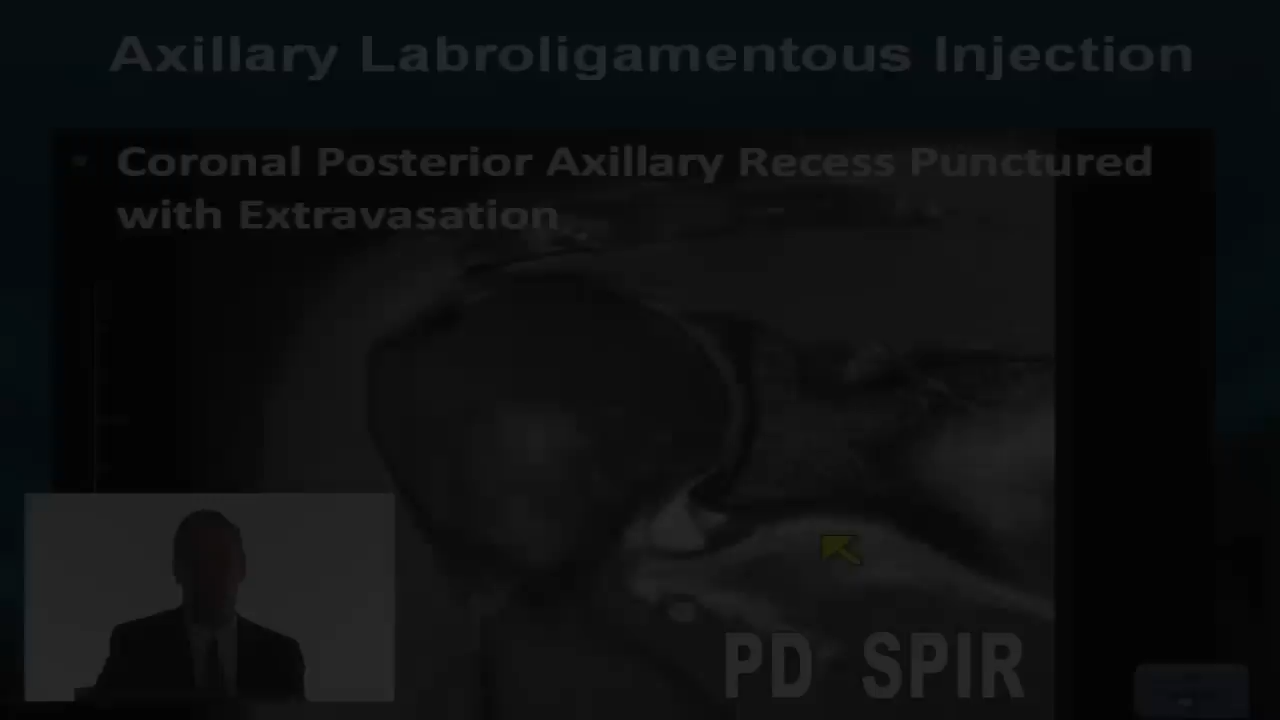 Axillary Labroligamentous Injection
Coronal Posterior Axillary Recess Punctured
with Extravasation
PD SPIR